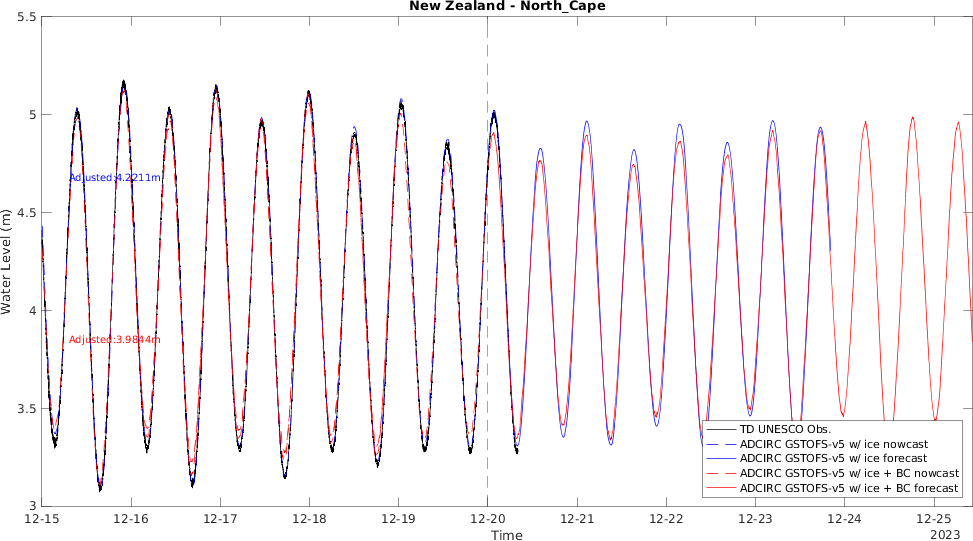 New Zealand - North_Cape
5.5
5
4.5
4
3.5
3
Water Level (m)
Adjusted:4.2211m
Adjusted:3.9844m
TD UNESCO Obs.
ADCIRC GSTOFS-v5 w/ ice nowcast
ADCIRC GSTOFS-v5 w/ ice forecast
ADCIRC GSTOFS-v5 w/ ice + BC nowcast
ADCIRC GSTOFS-v5 w/ ice + BC forecast
12-15 12-16 12-17 12-18 12-19 12-20 12-21 12-22 12-23 12-24 12-25
Time
2023